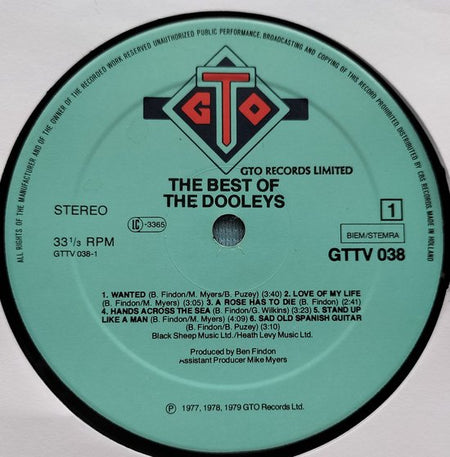 ALL RIGHTS OF THE MANUFACTURER AND OF THE OWNER OF THE RECORDED WORK RESERVED UNAUTHORIZED PUBLIC PERFORMANCE, BROADCASTING AND COPYING OF THIS RECORD PROHIBITED. DISTRIBUTED BY CBS RECORDS. MADE IN HOLLAND
GTO
GTO RECORDS LIMITED
THE BEST OF
THE DOOLEYS
STEREO
LC -3365
1
33 1/3 RPM
BIEM/STEMRA
GTTV 038-1
GTTV 038
1. WANTED (B. Findon/M. Myers/B. Puzey) (3:40) 2. LOVE OF MY LIFE
(B. Findon/M. Myers) (3:05) 3. A ROSE HAS TO DIE (B. Findon) (2:41)
4. HANDS ACROSS THE SEA (B. Findon/G. Wilkins) (3:23) 5. STAND UP
LIKE A MAN (B. Findon/M. Myers) (4:09) 6. SAD OLD SPANISH GUITAR
(B. Findon/B. Puzey) (3:10)
Black Sheep Music Ltd./Heath Levy Music Ltd.
Produced by Ben Findon
Assistant Producer Mike Myers
℗ 1977, 1978, 1979 GTO Records Ltd.